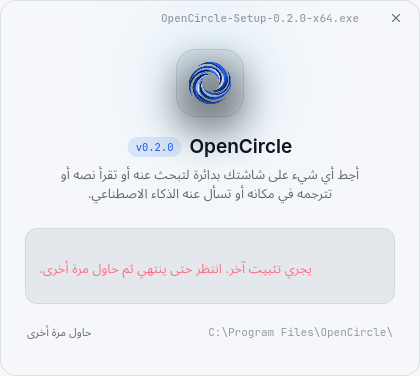 OpenCircle-Setup-0.2.0-x64.exe
OpenCircle v0.2.0
أحِط أي شيء على شاشتك بدائرة لتبحث عنه أو تقرأ نصه أو
تترجمه في مكانه أو تسأل عنه الذكاء الاصطناعي.
يجري تثبيت آخر. انتظر حتى ينتهي ثم حاول مرة أخرى.
C:\Program Files\OpenCircle\
حاول مرة أخرى